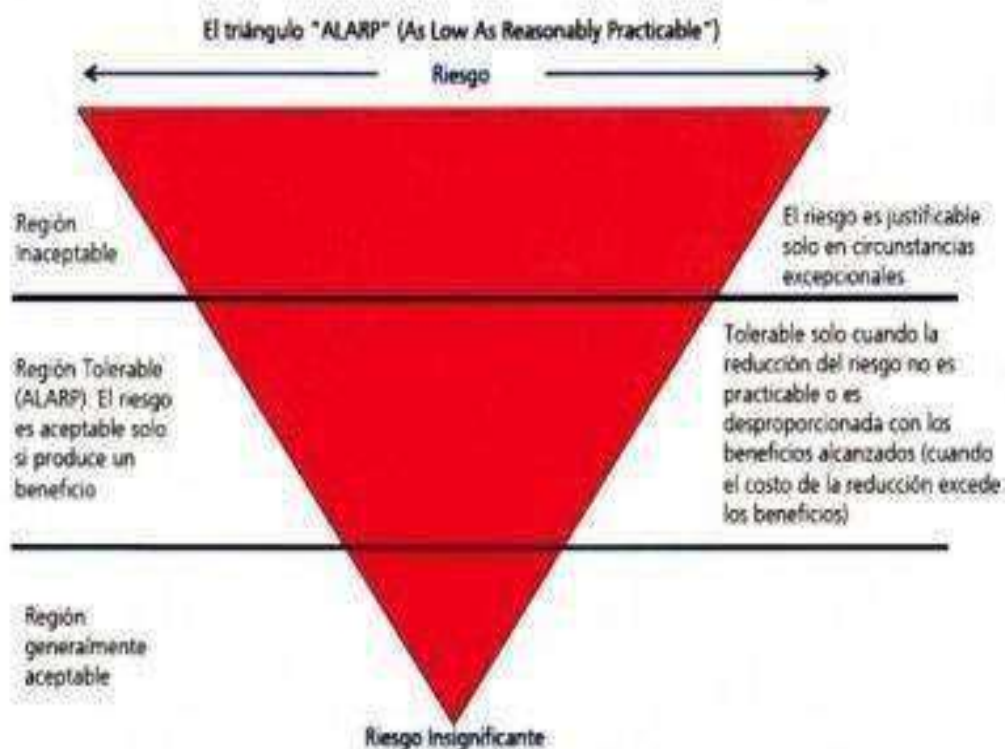 El triángulo "ALARP" (As Low As Reasonably Practicable")
Riesgo
Región
Inaceptable
El riesgo es justificable
solo en circunstancias
excepcionales
Región Tolerable
(ALARP). El riesgo
es aceptable solo
si produce un
beneficio
Tolerable solo cuando la
reducción del riesgo no es
practicable o es
desproporcionada con los
beneficios alcanzados (cuando
el costo de la reducción excede
los beneficios)
Región
generalmente
aceptable
Riesgo Insignificante